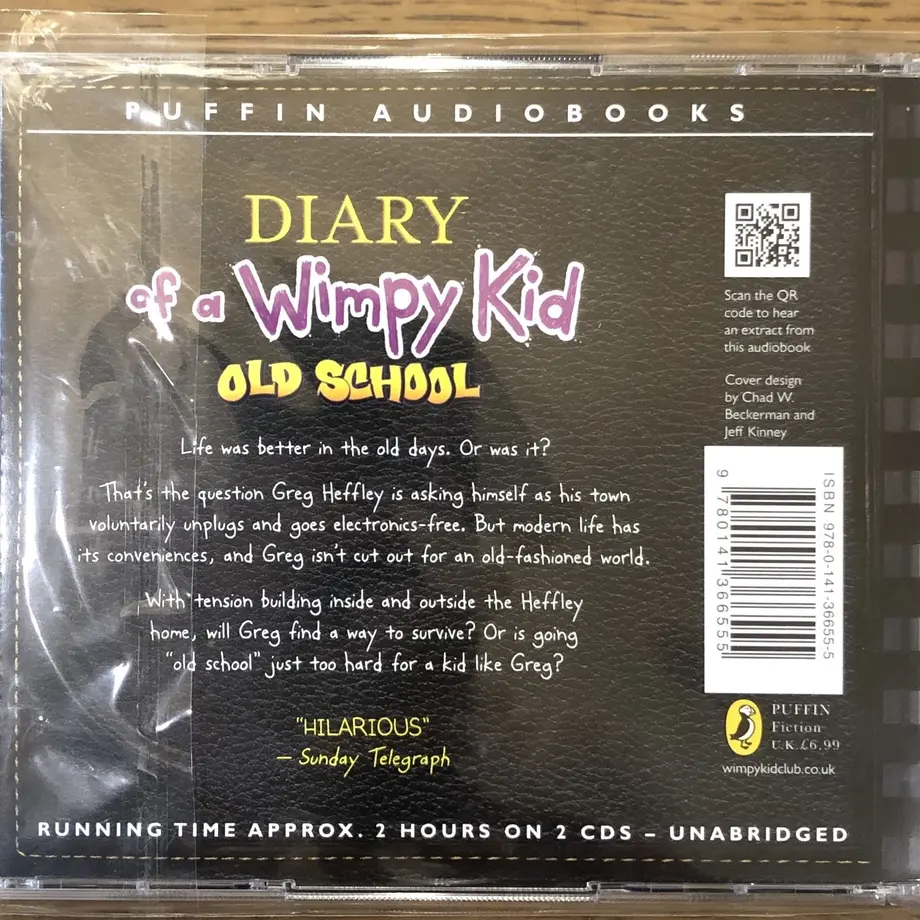 PUFFIN AUDIOBOOKS
DIARY
of a Wimpy Kid
OLD SCHOOL
Life was better in the old days. Or was it?
That's the question Greg Heffley is asking himself as his town
voluntarily unplugs and goes electronics-free. But modern life has
its conveniences, and Greg isn't cut out for an old-fashioned world.
With tension building inside and outside the Heffley
home, will Greg find a way to survive? Or is going
"old school" just too hard for a kid like Greg?
"HILARIOUS"
– Sunday Telegraph
Scan the QR
code to hear
an extract from
this audiobook
Cover design
by Chad W.
Beckerman and
Jeff Kinney
ISBN 978-0-141-36655-5
9 780141 366555
PUFFIN
Fiction
U.K. £6.99
wimpykidclub.co.uk
RUNNING TIME APPROX. 2 HOURS ON 2 CDS – UNABRIDGED